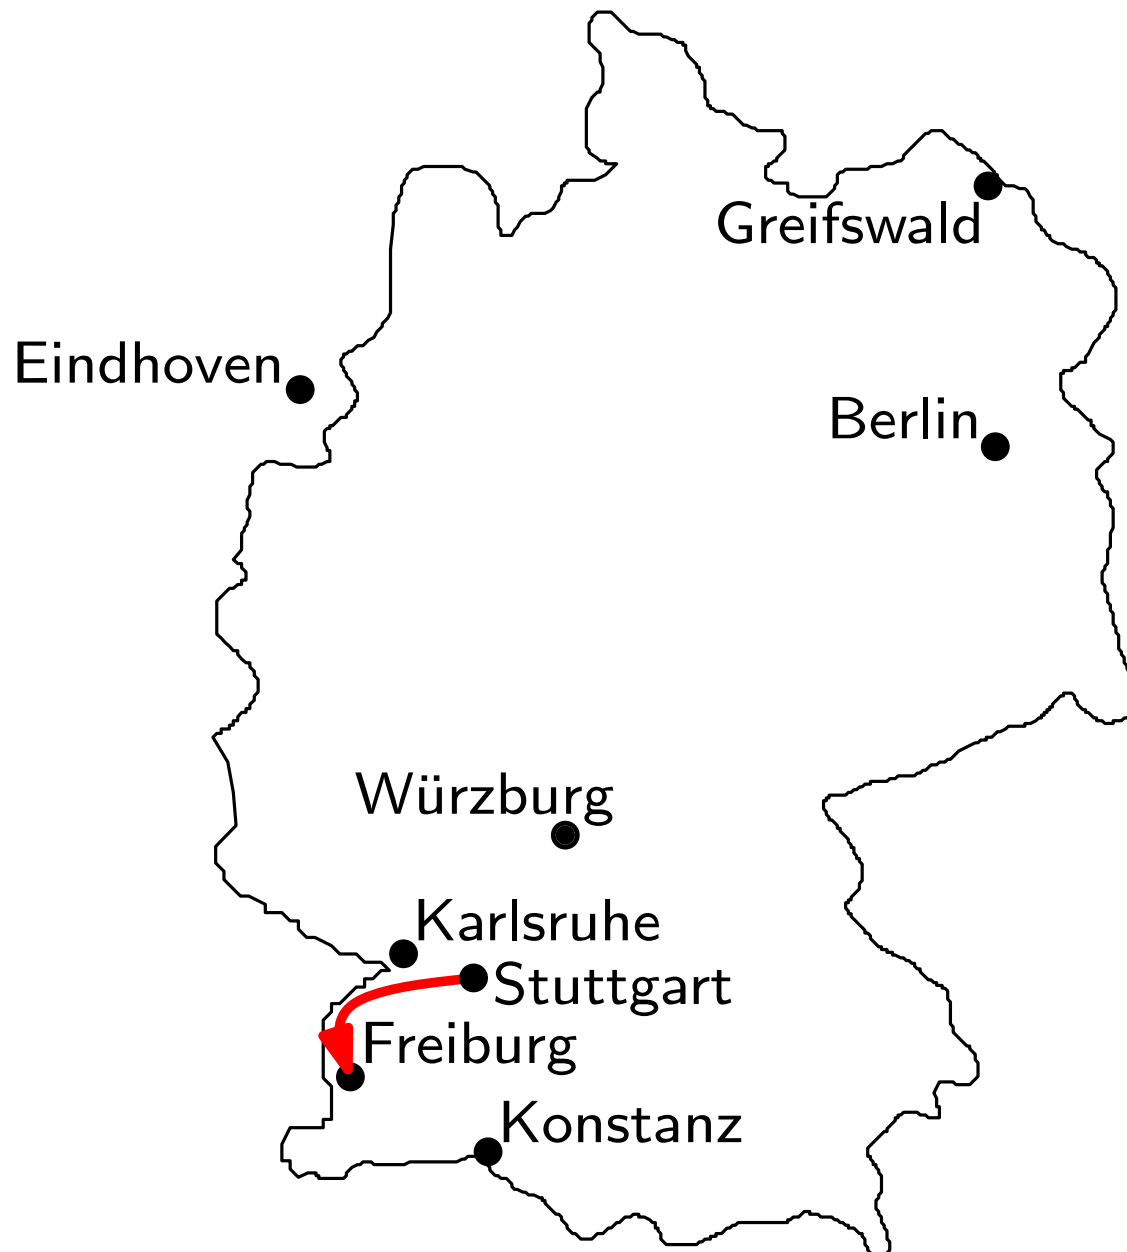 Greifswald
Eindhoven
Berlin
Würzburg
Karlsruhe
Stuttgart
Freiburg
Konstanz